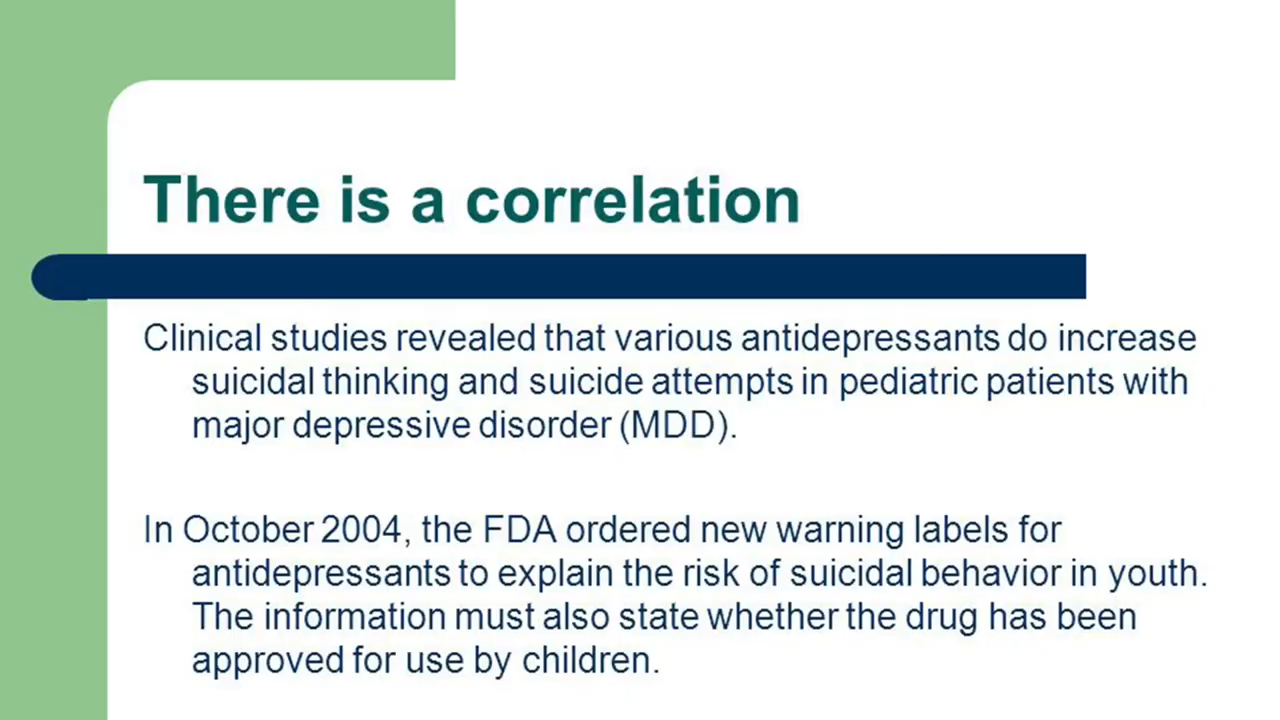 There is a correlation
Clinical studies revealed that various antidepressants do increase
suicidal thinking and suicide attempts in pediatric patients with
major depressive disorder (MDD).
In October 2004, the FDA ordered new warning labels for
antidepressants to explain the risk of suicidal behavior in youth.
The information must also state whether the drug has been
approved for use by children.